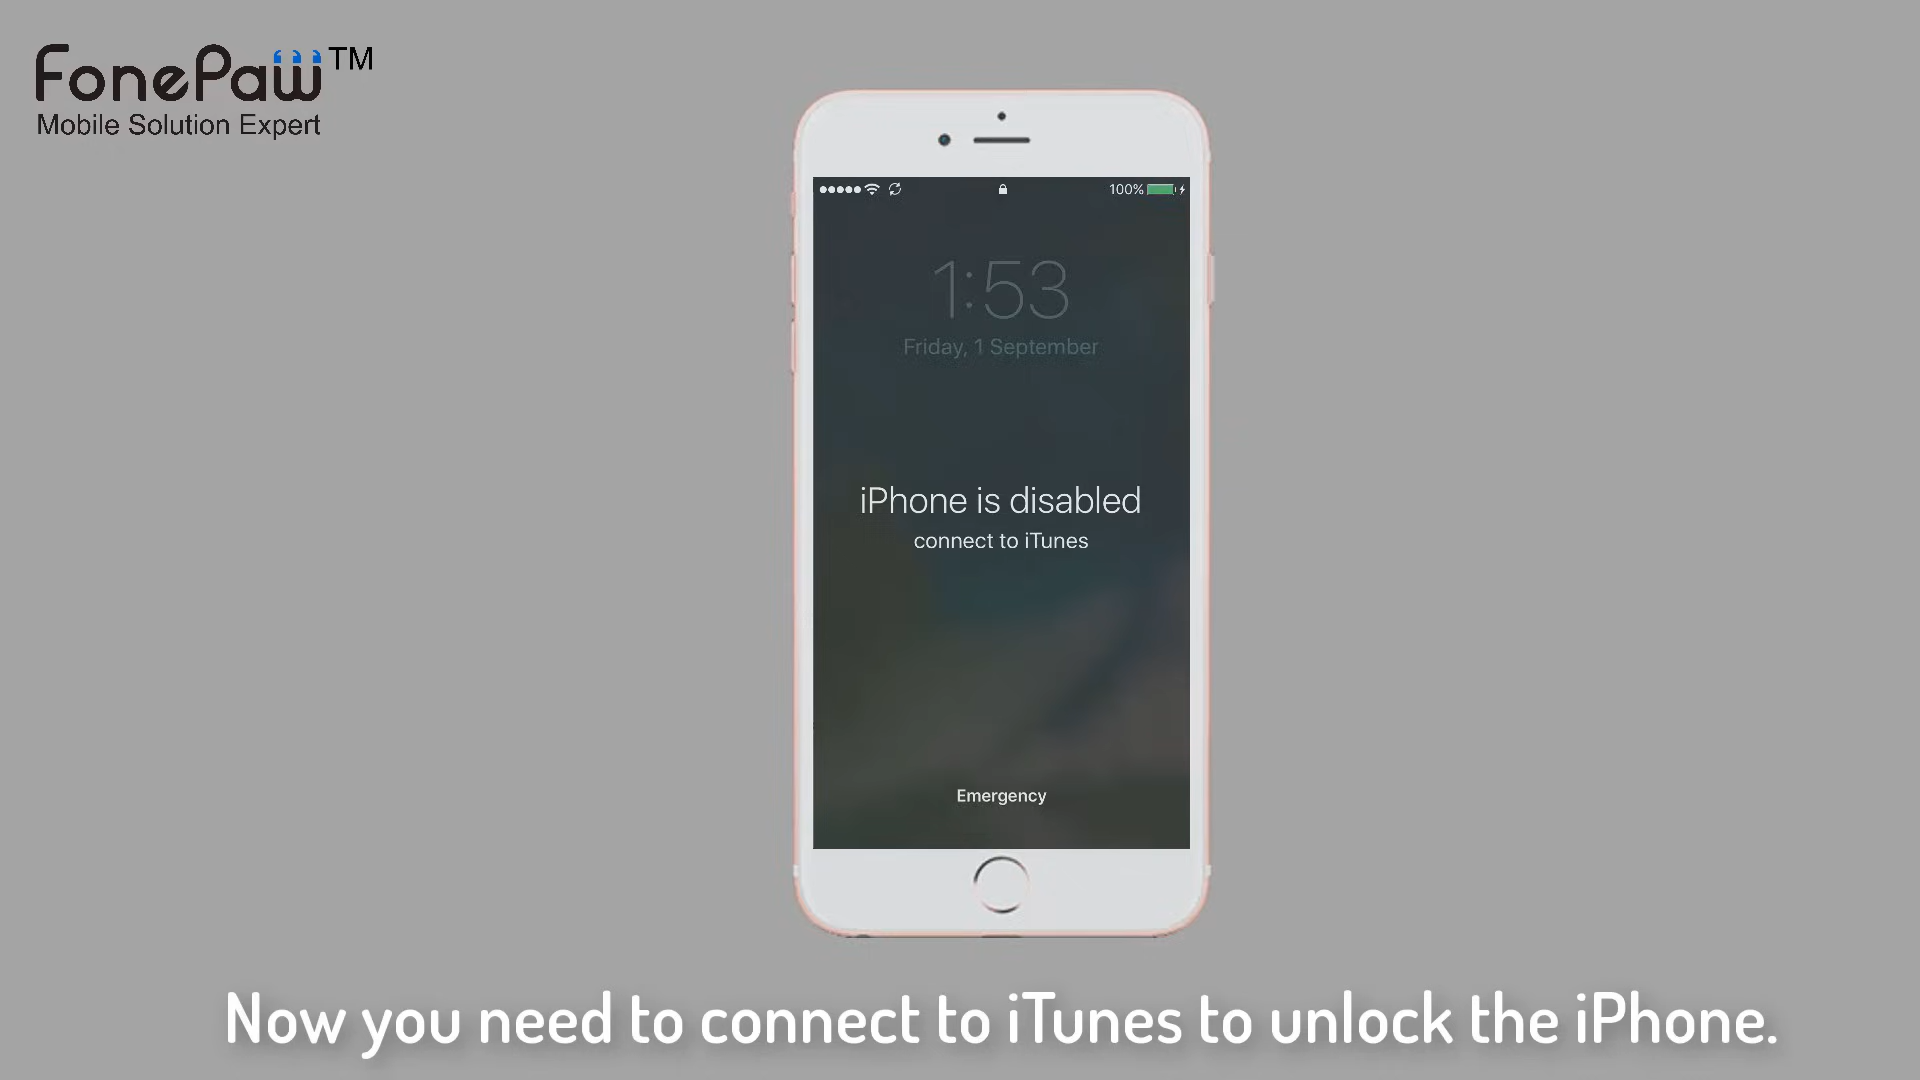 FonePaw™
Mobile Solution Expert
100%
1:53
Friday, 1 September
iPhone is disabled
connect to iTunes
Emergency
Now you need to connect to iTunes to unlock the iPhone.